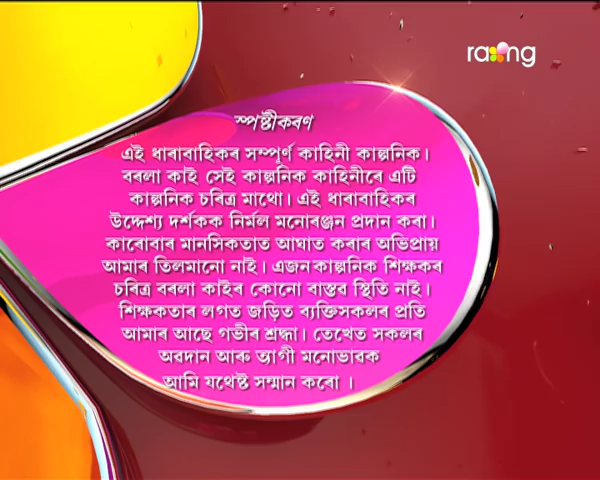 rang
স্পষ্টীকৰণ
এই ধাৰাবাহিকৰ সম্পূৰ্ণ কাহিনী কাল্পনিক।
বৰলা কাই সেই কাল্পনিক কাহিনীৰে এটি
কাল্পনিক চৰিত্ৰ মাথো। এই ধাৰাবাহিকৰ
উদ্দেশ্য দৰ্শকক নিৰ্মল মনোৰঞ্জন প্ৰদান কৰা।
কাৰোবাৰ মানসিকতাত আঘাত কৰাৰ অভিপ্ৰায়
আমাৰ তিলমানো নাই। এজন কাল্পনিক শিক্ষকৰ
চৰিত্ৰ বৰলা কাইৰ কোনো বাস্তৱ স্থিতি নাই।
শিক্ষকতাৰ লগত জড়িত ব্যক্তিসকলৰ প্ৰতি
আমাৰ আছে গভীৰ শ্ৰদ্ধা। তেখেত সকলৰ
অৱদান আৰু ত্যাগী মনোভাৱক
আমি যথেষ্ট সন্মান কৰো ।